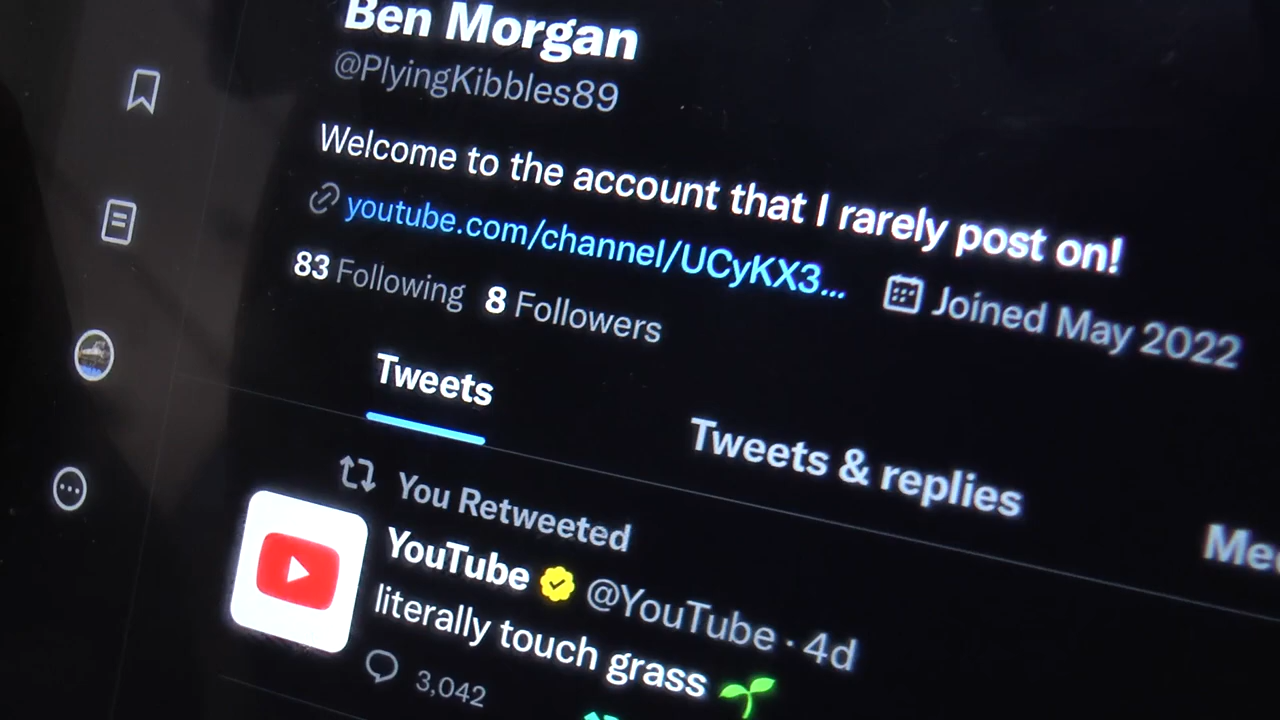 Ben Morgan
@PlyingKibbles89
Welcome to the account that I rarely post on!
youtube.com/channel/UCyKX3... Joined May 2022
83 Following 8 Followers
Tweets Tweets & replies
You Retweeted
YouTube @YouTube · 4d
literally touch grass
3,042